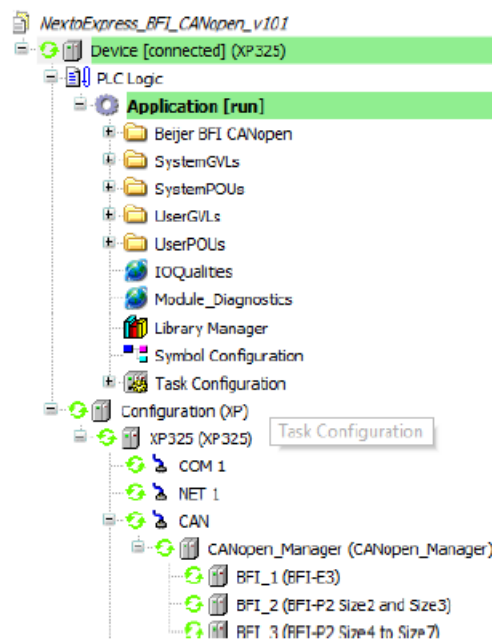 NextoExpress_BFI_CANopen_v101
Device [connected] (XP325)
PLC Logic
Application [run]
Beijer BFI CANopen
SystemGVLs
SystemPOUs
UserGVLs
UserPOUs
IOQualities
Module_Diagnostics
Library Manager
Symbol Configuration
Task Configuration
Configuration (XP)
XP325 (XP325)
Task Configuration
COM 1
NET 1
CAN
CANopen_Manager (CANopen_Manager)
BFI_1 (BFI-E3)
BFI_2 (BFI-P2 Size2 and Size3)
BFI_3 (BFI-P2 Size4 to Size7)